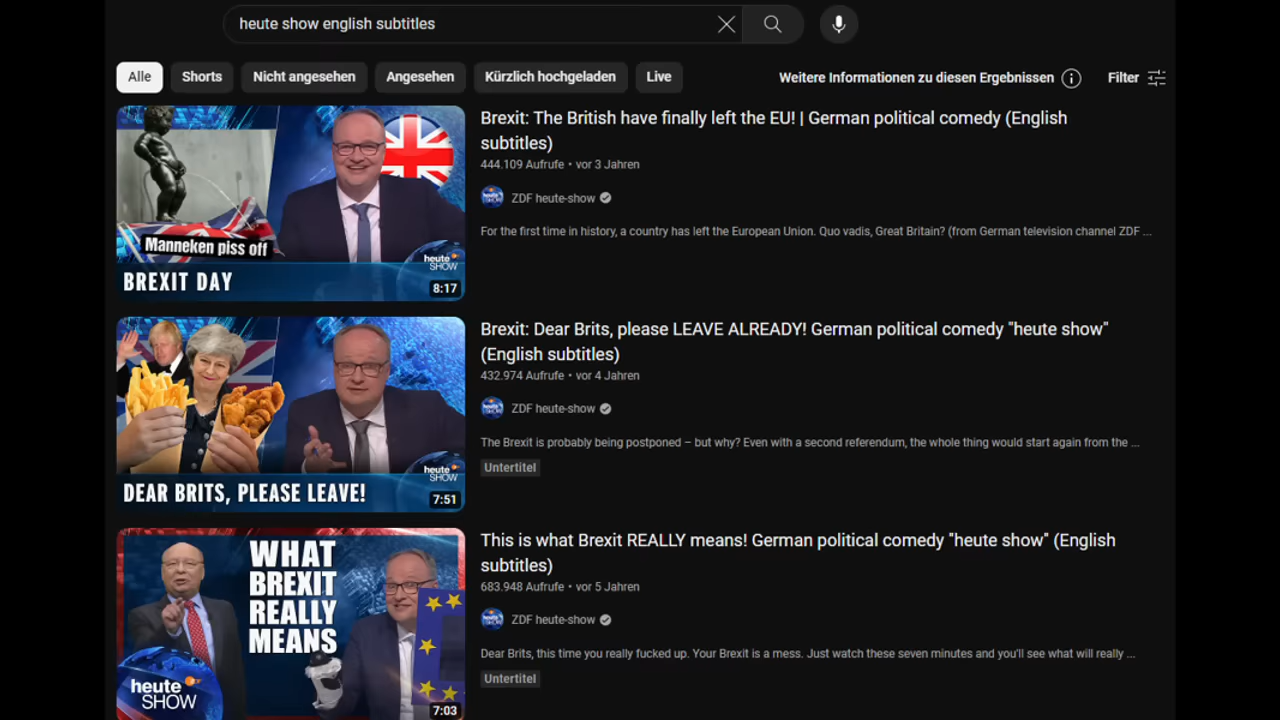 heute show english subtitles
Alle
Shorts
Nicht angesehen
Angesehen
Kürzlich hochgeladen
Live
Weitere Informationen zu diesen Ergebnissen
Filter
Manneken piss off
heute
SHOW
BREXIT DAY
8:17
Brexit: The British have finally left the EU! | German political comedy (English
subtitles)
444.109 Aufrufe • vor 3 Jahren
ZDF heute-show
For the first time in history, a country has left the European Union. Quo vadis, Great Britain? (from German television channel ZDF ...
heute
SHOW
DEAR BRITS, PLEASE LEAVE!
7:51
Brexit: Dear Brits, please LEAVE ALREADY! German political comedy "heute show"
(English subtitles)
432.974 Aufrufe • vor 4 Jahren
ZDF heute-show
The Brexit is probably being postponed – but why? Even with a second referendum, the whole thing would start again from the ...
Untertitel
WHAT
BREXIT
REALLY
MEANS
heute
SHOW
7:03
This is what Brexit REALLY means! German political comedy "heute show" (English
subtitles)
683.948 Aufrufe • vor 5 Jahren
ZDF heute-show
Dear Brits, this time you really fucked up. Your Brexit is a mess. Just watch these seven minutes and you'll see what will really ...
Untertitel